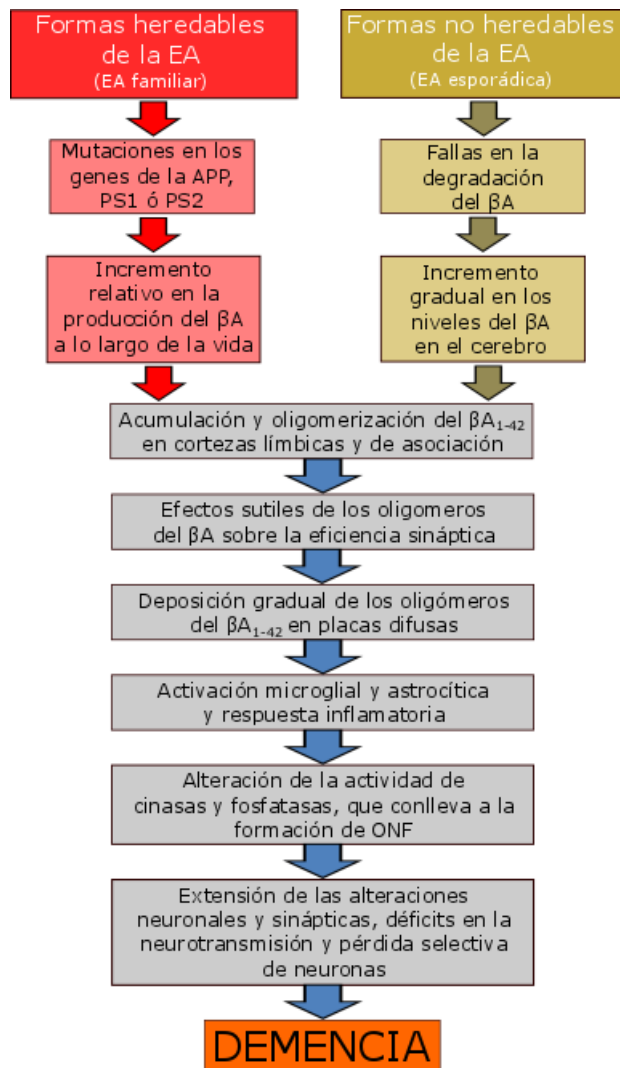 Formas heredables
de la EA
(EA familiar)
Formas no heredables
de la EA
(EA esporádica)
Mutaciones en los
genes de la APP,
PS1 ó PS2
Fallas en la
degradación
del βA
Incremento
relativo en la
producción del βA
a lo largo de la vida
Incremento
gradual en los
niveles del βA
en el cerebro
Acumulación y oligomerización del βA₁₋₄₂
en cortezas límbicas y de asociación
Efectos sutiles de los oligomeros
del βA sobre la eficiencia sináptica
Deposición gradual de los oligómeros
del βA₁₋₄₂ en placas difusas
Activación microglial y astrocítica
y respuesta inflamatoria
Alteración de la actividad de
cinasas y fosfatasas, que conlleva a la
formación de ONF
Extensión de las alteraciones
neuronales y sinápticas, déficits en la
neurotransmisión y pérdida selectiva
de neuronas
DEMENCIA